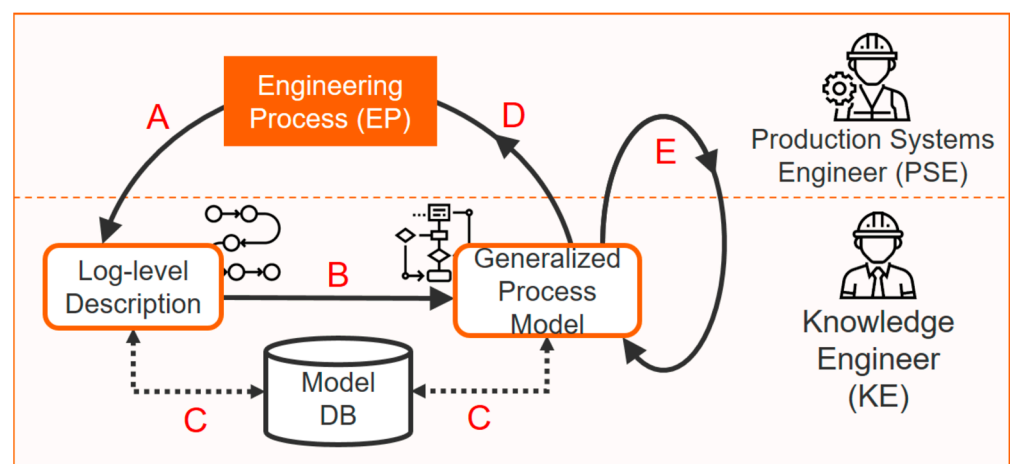 Engineering
Process (EP)
A
D
E
Production Systems
Engineer (PSE)
Log-level
Description
B
...
Generalized
Process
Model
Knowledge
Engineer
(KE)
Model
DB
C
C